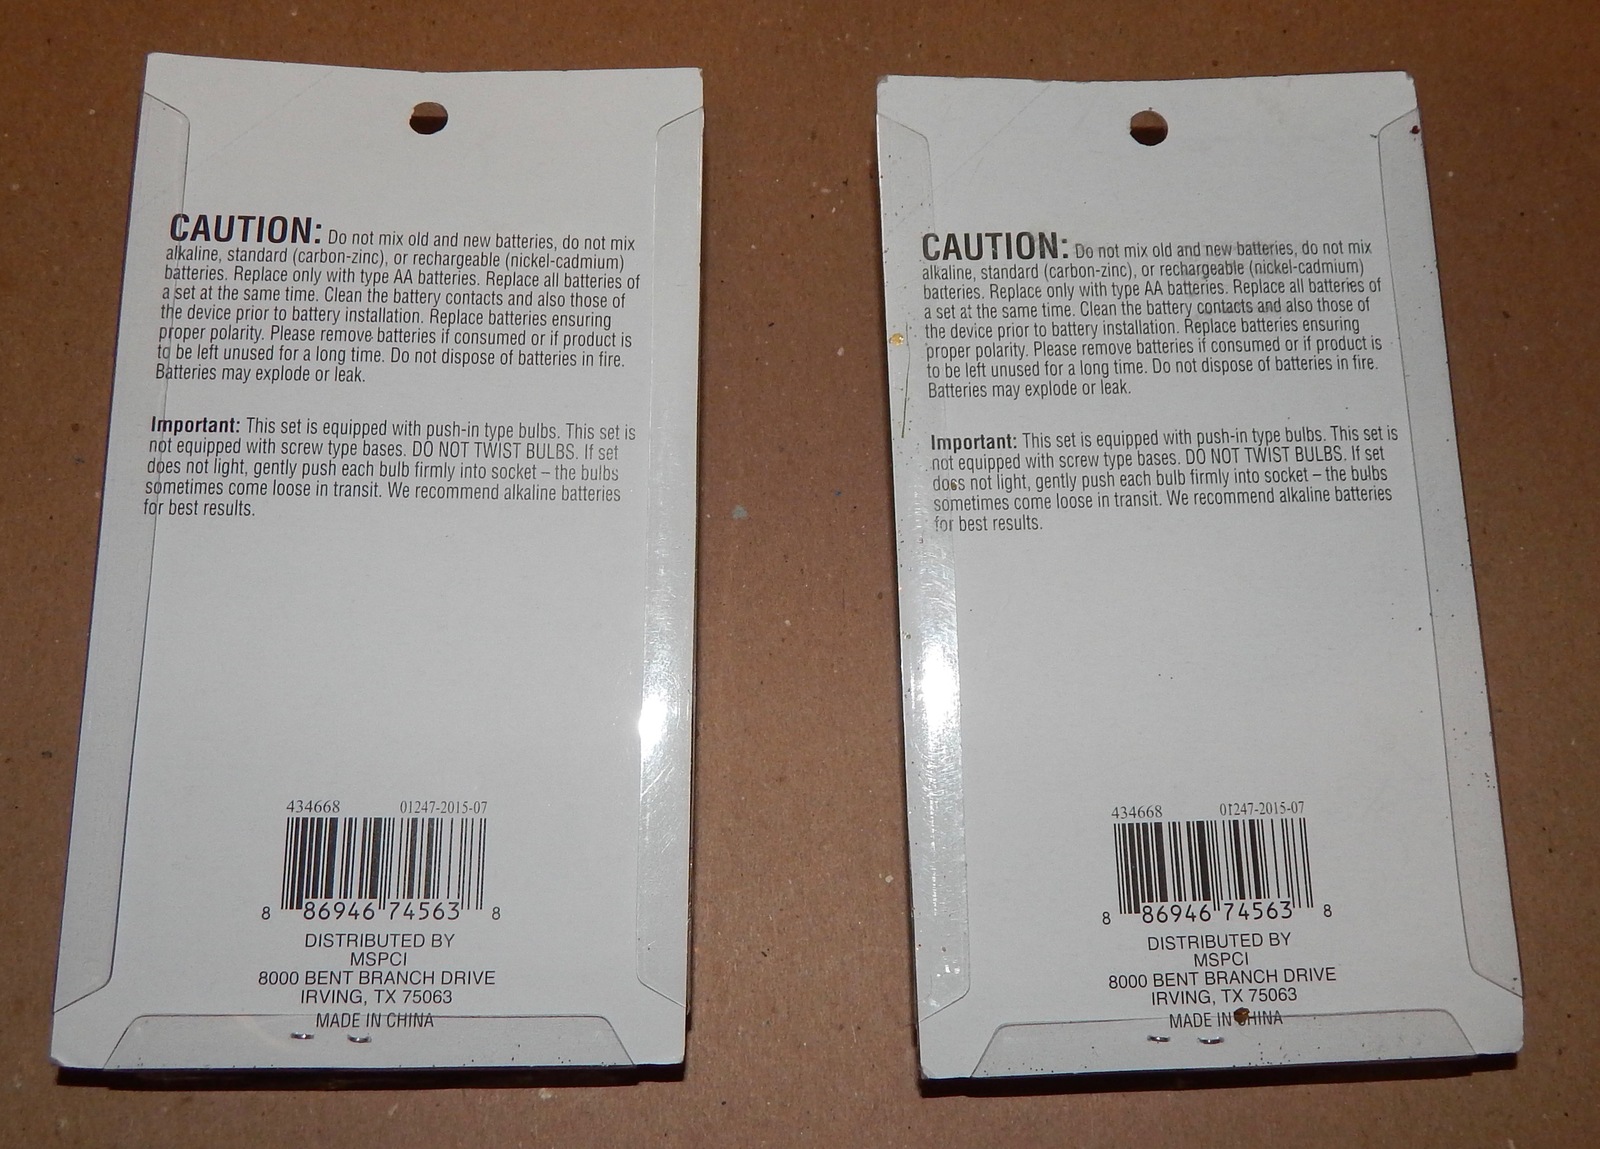 CAUTION: Do not mix old and new batteries, do not mix
alkaline, standard (carbon-zinc), or rechargeable (nickel-cadmium)
batteries. Replace only with type AA batteries. Replace all batteries of
a set at the same time. Clean the battery contacts and also those of
the device prior to battery installation. Replace batteries ensuring
proper polarity. Please remove batteries if consumed or if product is
to be left unused for a long time. Do not dispose of batteries in fire.
Batteries may explode or leak.
Important: This set is equipped with push-in type bulbs. This set is
not equipped with screw type bases. DO NOT TWIST BULBS. If set
does not light, gently push each bulb firmly into socket – the bulbs
sometimes come loose in transit. We recommend alkaline batteries
for best results.
434668 01247-2015-07
8 86946 74563 8
DISTRIBUTED BY
MSPCI
8000 BENT BRANCH DRIVE
IRVING, TX 75063
MADE IN CHINA
CAUTION: Do not mix old and new batteries, do not mix
alkaline, standard (carbon-zinc), or rechargeable (nickel-cadmium)
batteries. Replace only with type AA batteries. Replace all batteries of
a set at the same time. Clean the battery contacts and also those of
the device prior to battery installation. Replace batteries ensuring
proper polarity. Please remove batteries if consumed or if product is
to be left unused for a long time. Do not dispose of batteries in fire.
Batteries may explode or leak.
Important: This set is equipped with push-in type bulbs. This set is
not equipped with screw type bases. DO NOT TWIST BULBS. If set
does not light, gently push each bulb firmly into socket – the bulbs
sometimes come loose in transit. We recommend alkaline batteries
for best results.
434668 01247-2015-07
8 86946 74563 8
DISTRIBUTED BY
MSPCI
8000 BENT BRANCH DRIVE
IRVING, TX 75063
MADE IN CHINA